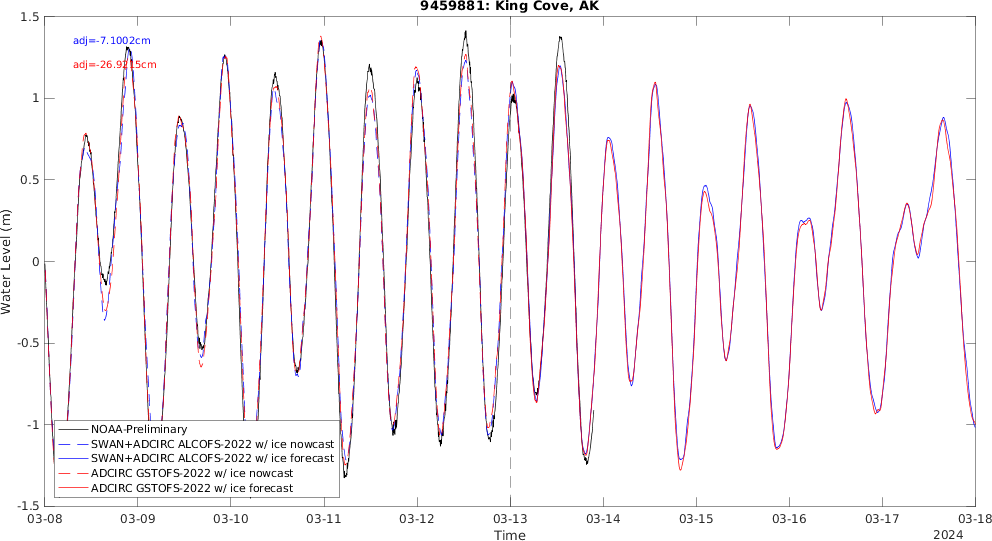 9459881: King Cove, AK
adj=-7.1002cm
adj=-26.9215cm
Water Level (m)
1.5
1
0.5
0
-0.5
-1
-1.5
NOAA-Preliminary
SWAN+ADCIRC ALCOFS-2022 w/ ice nowcast
SWAN+ADCIRC ALCOFS-2022 w/ ice forecast
ADCIRC GSTOFS-2022 w/ ice nowcast
ADCIRC GSTOFS-2022 w/ ice forecast
03-08 03-09 03-10 03-11 03-12 03-13 03-14 03-15 03-16 03-17 03-18
Time
2024